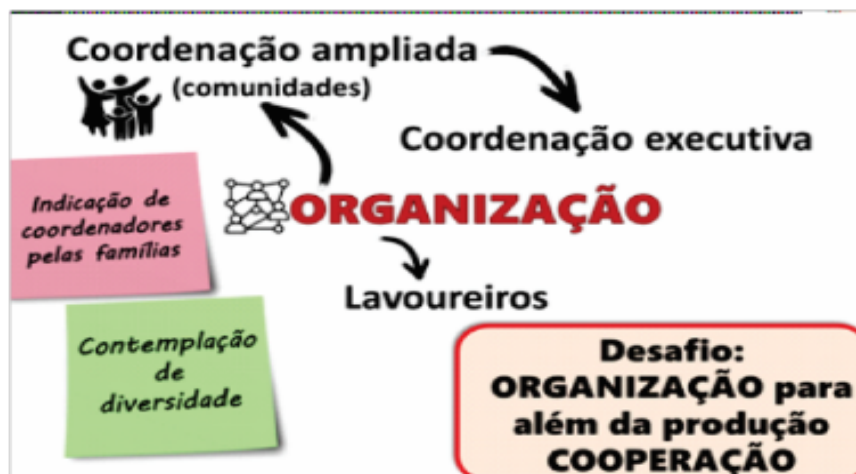 Coordenação ampliada
(comunidades)
Coordenação executiva
Indicação de
coordenadores
pelas famílias
ORGANIZAÇÃO
Lavoureiros
Contemplação
de
diversidade
Desafio:
ORGANIZAÇÃO para
além da produção
COOPERAÇÃO